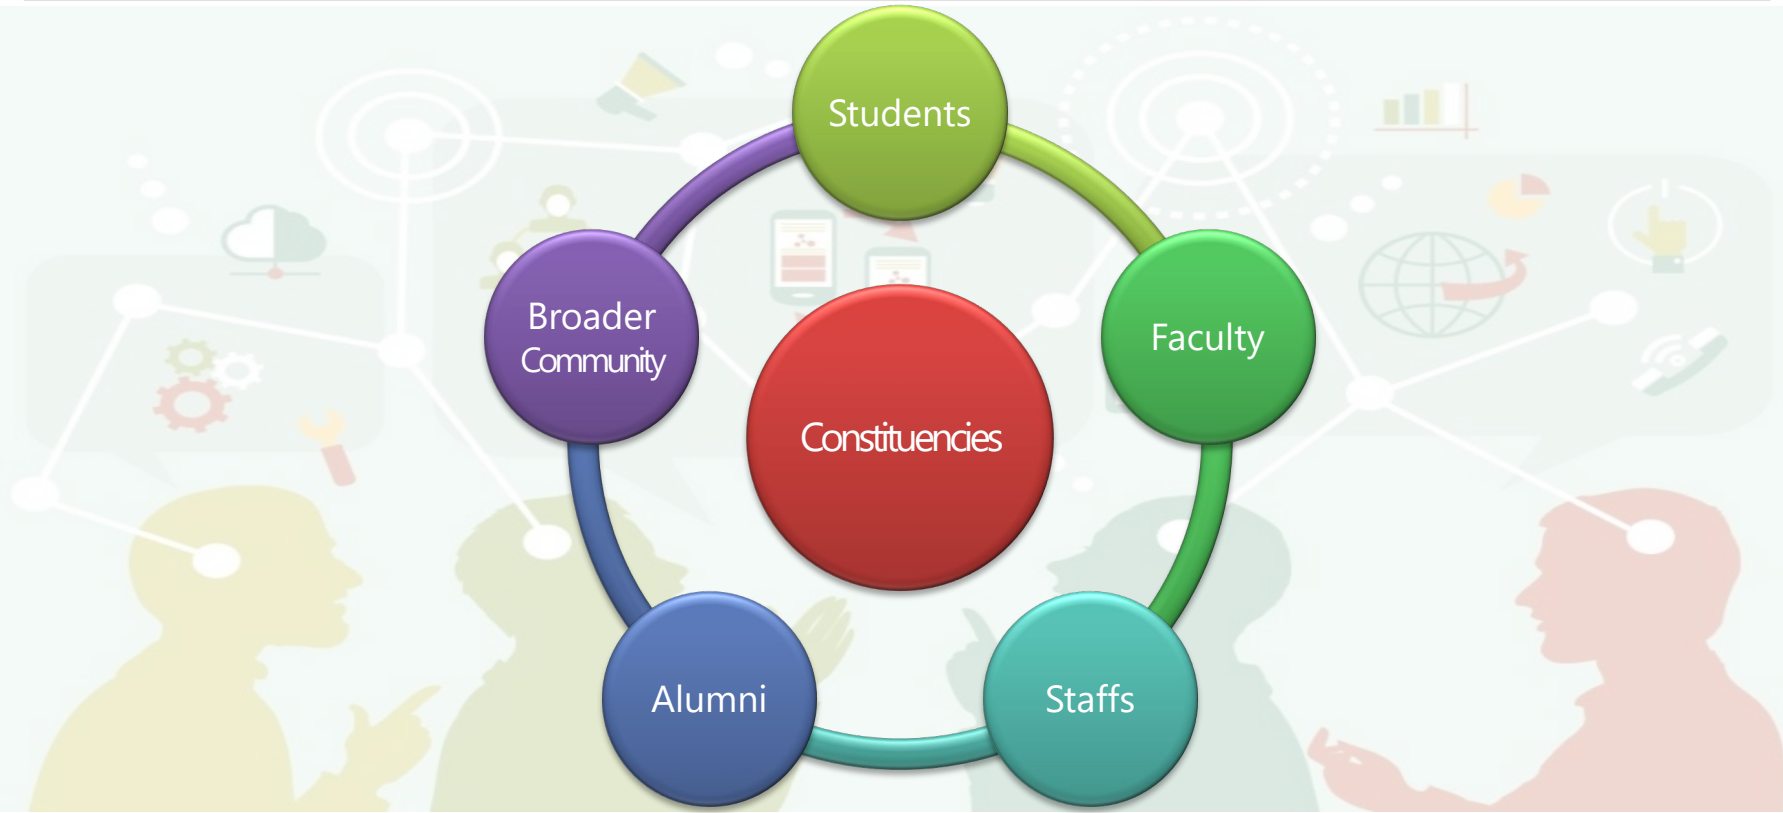 Students
Faculty
Staffs
Alumni
Broader
Community
Constituencies